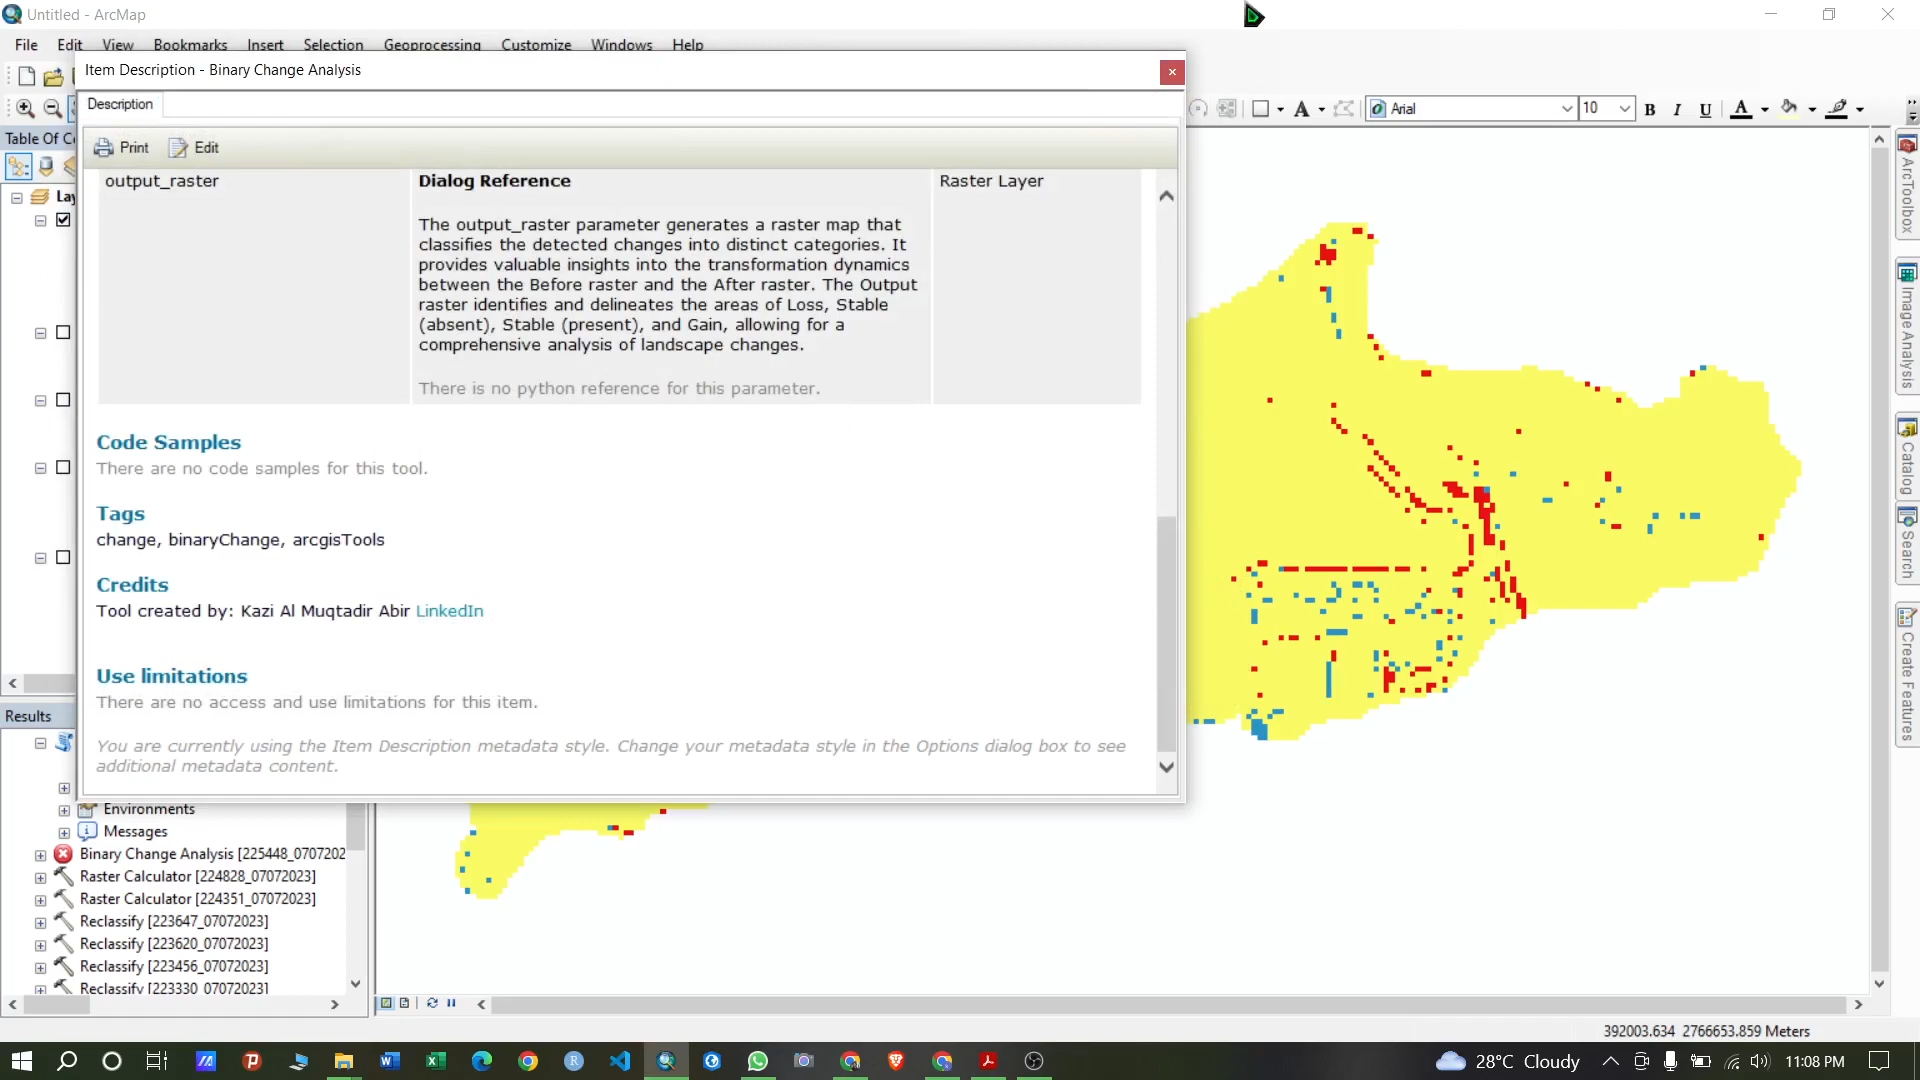 Untitled - ArcMap
File Edit View Bookmarks Insert Selection Geoprocessing Customize Windows Help
Item Description - Binary Change Analysis
Description
Arial 10 B I U A
Print Edit
Table Of C
Lay
output_raster
Dialog Reference
The output_raster parameter generates a raster map that
classifies the detected changes into distinct categories. It
provides valuable insights into the transformation dynamics
between the Before raster and the After raster. The Output
raster identifies and delineates the areas of Loss, Stable
(absent), Stable (present), and Gain, allowing for a
comprehensive analysis of landscape changes.
There is no python reference for this parameter.
Raster Layer
Code Samples
There are no code samples for this tool.
Tags
change, binaryChange, arcgisTools
Credits
Tool created by: Kazi Al Muqtadir Abir LinkedIn
Use limitations
There are no access and use limitations for this item.
You are currently using the Item Description metadata style. Change your metadata style in the Options dialog box to see
additional metadata content.
ArcToolbox
Image Analysis
Catalog
Search
Create Features
Results
Environments
Messages
Binary Change Analysis [225448_0707202
Raster Calculator [224828_07072023]
Raster Calculator [224351_07072023]
Reclassify [223647_07072023]
Reclassify [223620_07072023]
Reclassify [223456_07072023]
Reclassify [223330_07072023]
392003.634 2766653.859 Meters
28°C Cloudy
11:08 PM